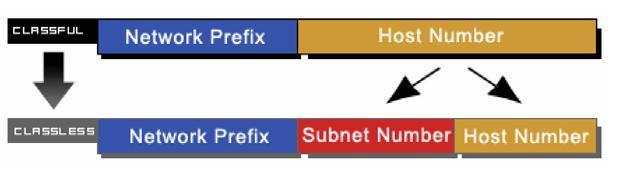 CLASSFUL Network Prefix Host Number
CLASSLESS Network Prefix Subnet Number Host Number